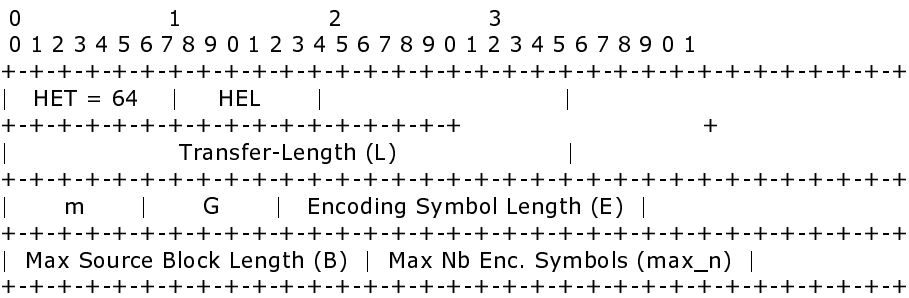 0 1 2 3
0 1 2 3 4 5 6 7 8 9 0 1 2 3 4 5 6 7 8 9 0 1 2 3 4 5 6 7 8 9 0 1
+-+-+-+-+-+-+-+-+-+-+-+-+-+-+-+-+-+-+-+-+-+-+-+-+-+-+-+-+-+-+-+-+
| HET = 64 | HEL | |
+-+-+-+-+-+-+-+-+-+-+-+-+-+-+-+-+ +
| Transfer-Length (L) |
+-+-+-+-+-+-+-+-+-+-+-+-+-+-+-+-+-+-+-+-+-+-+-+-+-+-+-+-+-+-+-+-+
| m | G | Encoding Symbol Length (E) |
+-+-+-+-+-+-+-+-+-+-+-+-+-+-+-+-+-+-+-+-+-+-+-+-+-+-+-+-+-+-+-+-+
| Max Source Block Length (B) | Max Nb Enc. Symbols (max_n) |
+-+-+-+-+-+-+-+-+-+-+-+-+-+-+-+-+-+-+-+-+-+-+-+-+-+-+-+-+-+-+-+-+